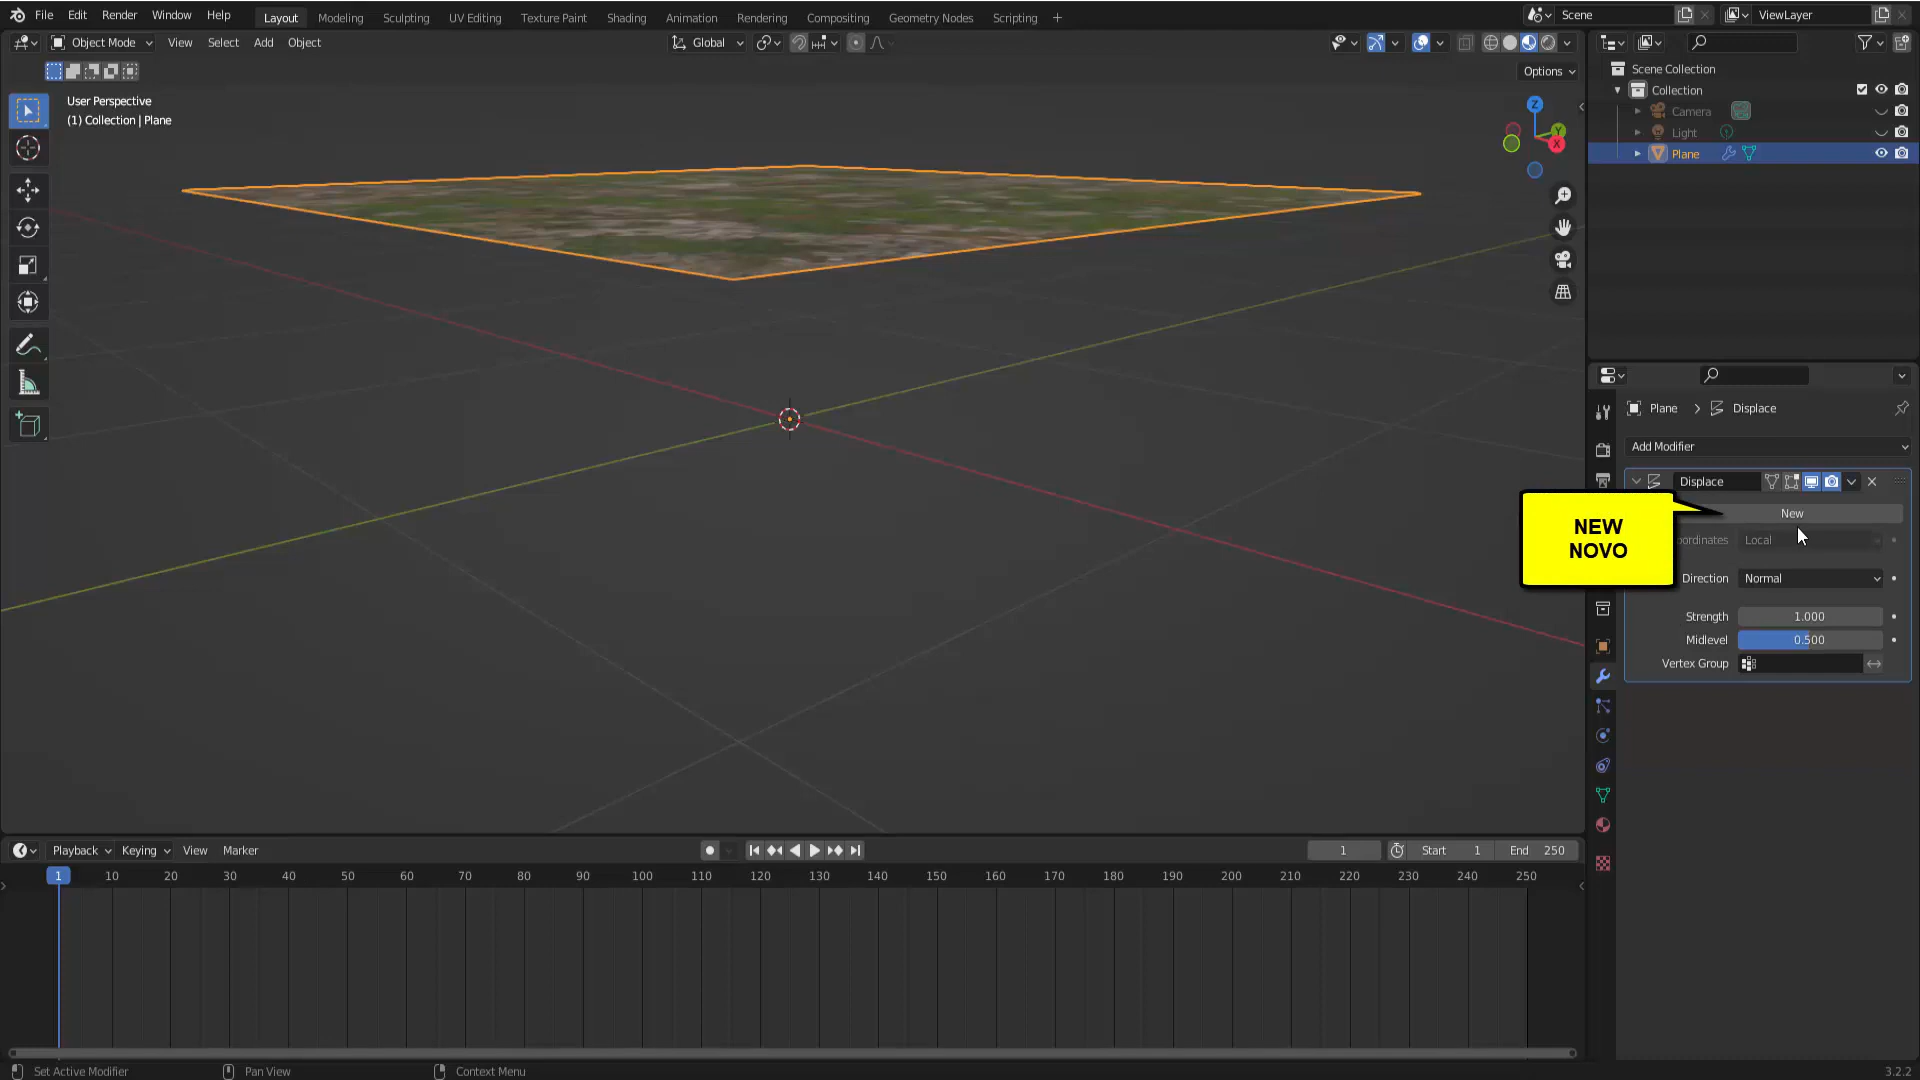 File Edit Render Window Help Layout Modeling Sculpting UV Editing Texture Paint Shading Animation Rendering Compositing Geometry Nodes Scripting + Scene ViewLayer
Object Mode View Select Add Object Global
Options
User Perspective
(1) Collection | Plane
Z
Y
X
Scene Collection
Collection
Camera
Light
Plane
Plane > Displace
Add Modifier
Displace
New
NEW
NOVO
oordinates Local
Direction Normal
Strength 1.000
Midlevel 0.500
Vertex Group
Playback Keying View Marker 1 Start 1 End 250
1 10 20 30 40 50 60 70 80 90 100 110 120 130 140 150 160 170 180 190 200 210 220 230 240 250
Set Active Modifier Pan View Context Menu 3.2.2